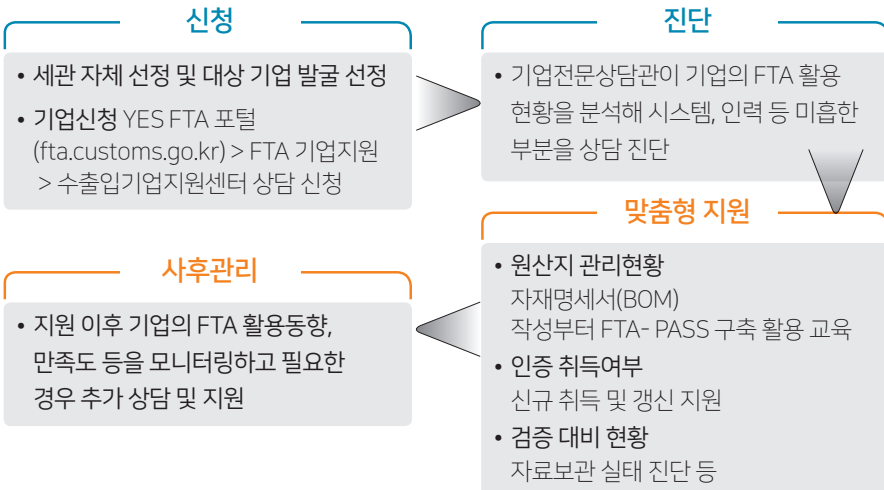 신청
• 세관 자체 선정 및 대상 기업 발굴 선정
• 기업신청 YES FTA 포털
(fta.customs.go.kr) > FTA 기업지원
> 수출입기업지원센터 상담 신청
진단
• 기업전문상담관이 기업의 FTA 활용
현황을 분석해 시스템, 인력 등 미흡한
부분을 상담 진단
맞춤형 지원
• 원산지 관리현황
자재명세서(BOM)
작성부터 FTA- PASS 구축 활용 교육
• 인증 취득여부
신규 취득 및 갱신 지원
• 검증 대비 현황
자료보관 실태 진단 등
사후관리
• 지원 이후 기업의 FTA 활용동향,
만족도 등을 모니터링하고 필요한
경우 추가 상담 및 지원